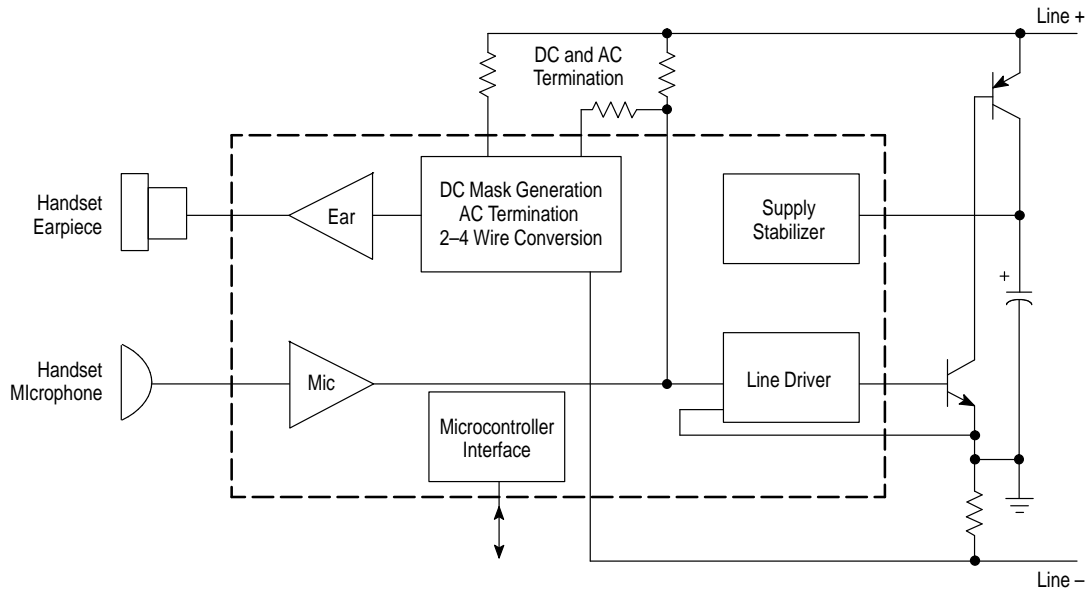 Line +
DC and AC
Termination
Handset
Earpiece
Ear
DC Mask Generation
AC Termination
2–4 Wire Conversion
Supply
Stabilizer
+
Handset
MIcrophone
Mic
Line Driver
Microcontroller
Interface
Line –